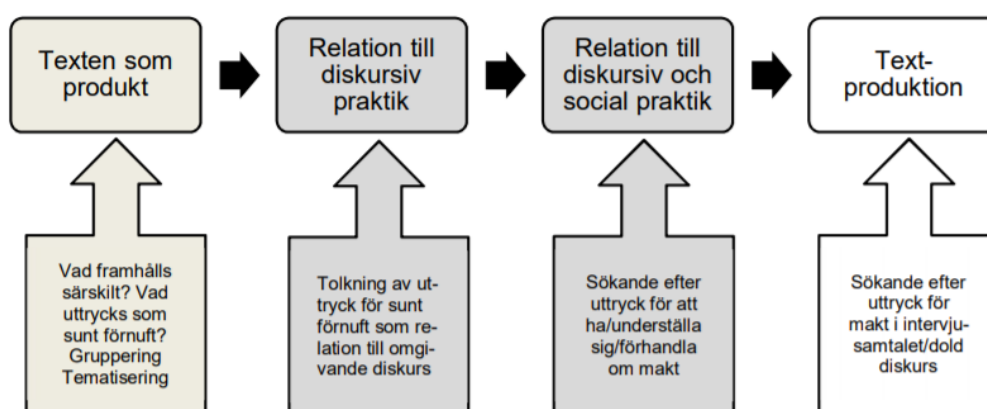 Texten som
produkt
Relation till
diskursiv
praktik
Relation till
diskursiv och
social praktik
Text-
produktion
Vad framhålls
särskilt? Vad
uttrycks som
sunt förnuft?
Gruppering
Tematisering
Tolkning av ut-
tryck för sunt
förnuft som re-
lation till omgi-
vande diskurs
Sökande efter
uttryck för att
ha/underställa
sig/förhandla
om makt
Sökande efter
uttryck för
makt i intervju-
samtalet/dold
diskurs